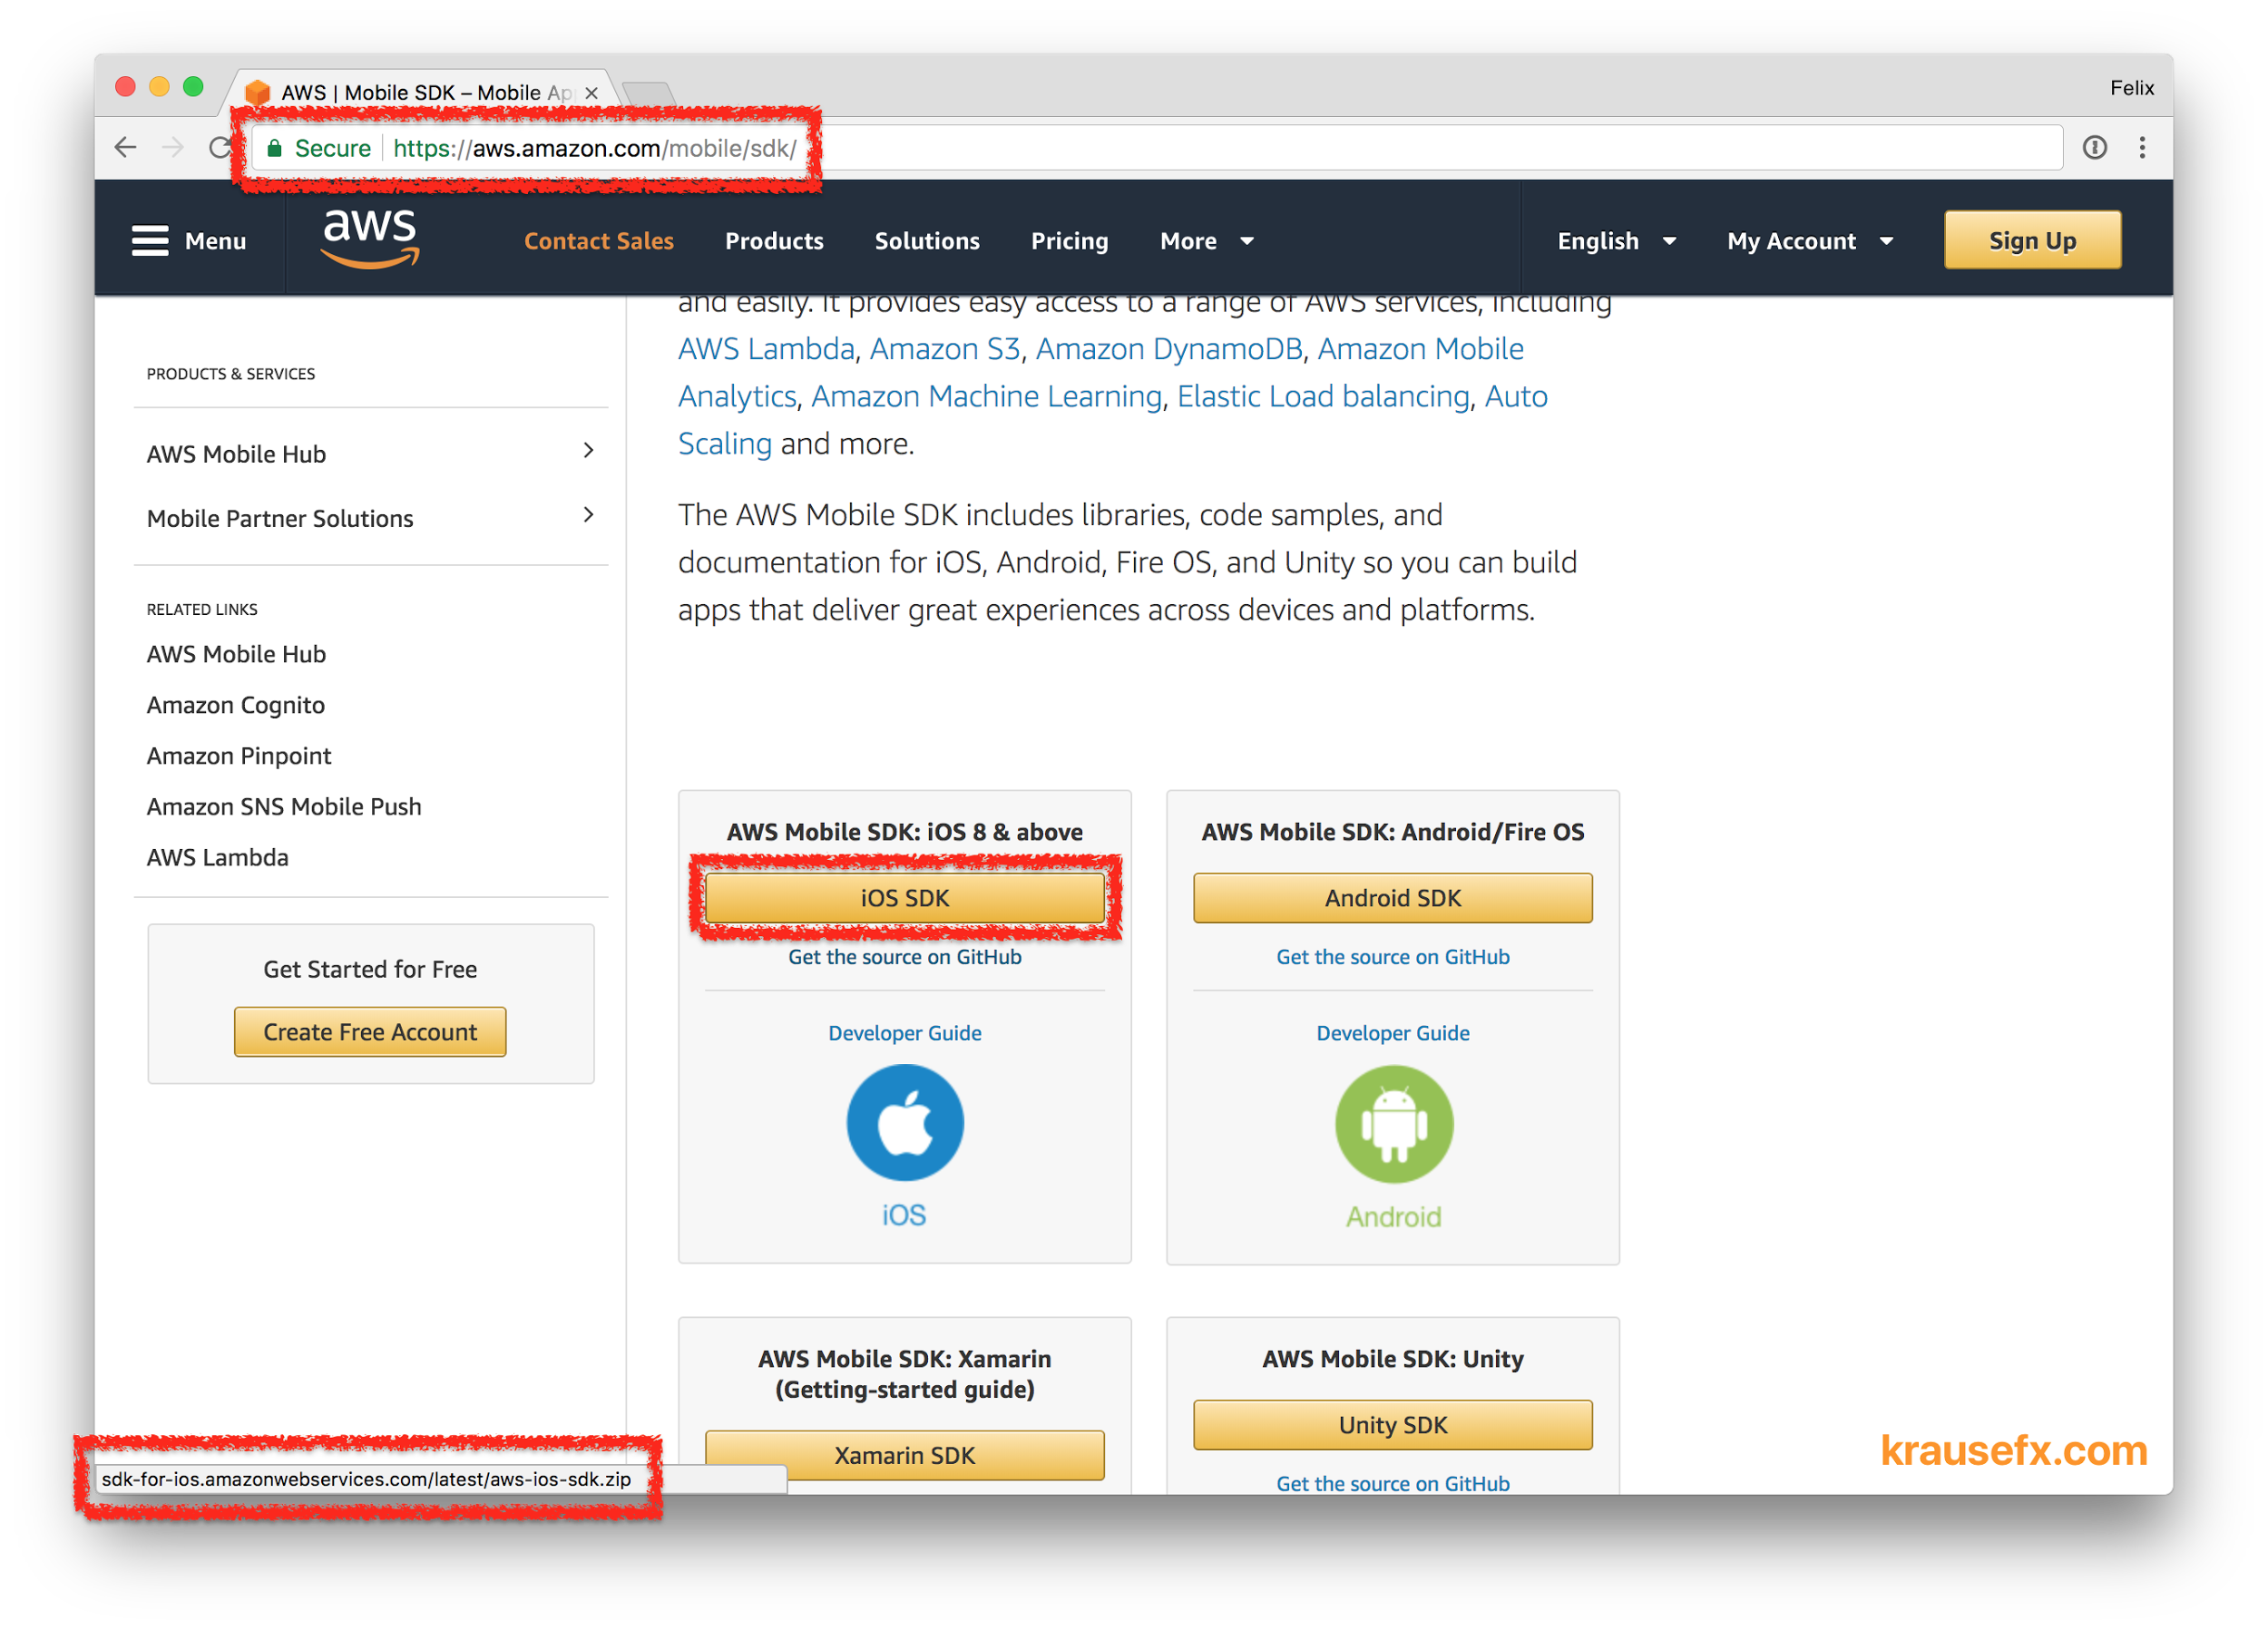 AWS | Mobile SDK – Mobile Ap
Felix
Secure https://aws.amazon.com/mobile/sdk/
Menu
aws
Contact Sales
Products
Solutions
Pricing
More
English
My Account
Sign Up
PRODUCTS & SERVICES
AWS Mobile Hub
Mobile Partner Solutions
RELATED LINKS
AWS Mobile Hub
Amazon Cognito
Amazon Pinpoint
Amazon SNS Mobile Push
AWS Lambda
Get Started for Free
Create Free Account
and easily. It provides easy access to a range of AWS services, including
AWS Lambda, Amazon S3, Amazon DynamoDB, Amazon Mobile
Analytics, Amazon Machine Learning, Elastic Load balancing, Auto
Scaling and more.
The AWS Mobile SDK includes libraries, code samples, and
documentation for iOS, Android, Fire OS, and Unity so you can build
apps that deliver great experiences across devices and platforms.
AWS Mobile SDK: iOS 8 & above
iOS SDK
Get the source on GitHub
Developer Guide
iOS
AWS Mobile SDK: Android/Fire OS
Android SDK
Get the source on GitHub
Developer Guide
Android
AWS Mobile SDK: Xamarin
(Getting-started guide)
Xamarin SDK
AWS Mobile SDK: Unity
Unity SDK
Get the source on GitHub
sdk-for-ios.amazonwebservices.com/latest/aws-ios-sdk.zip
krausefx.com